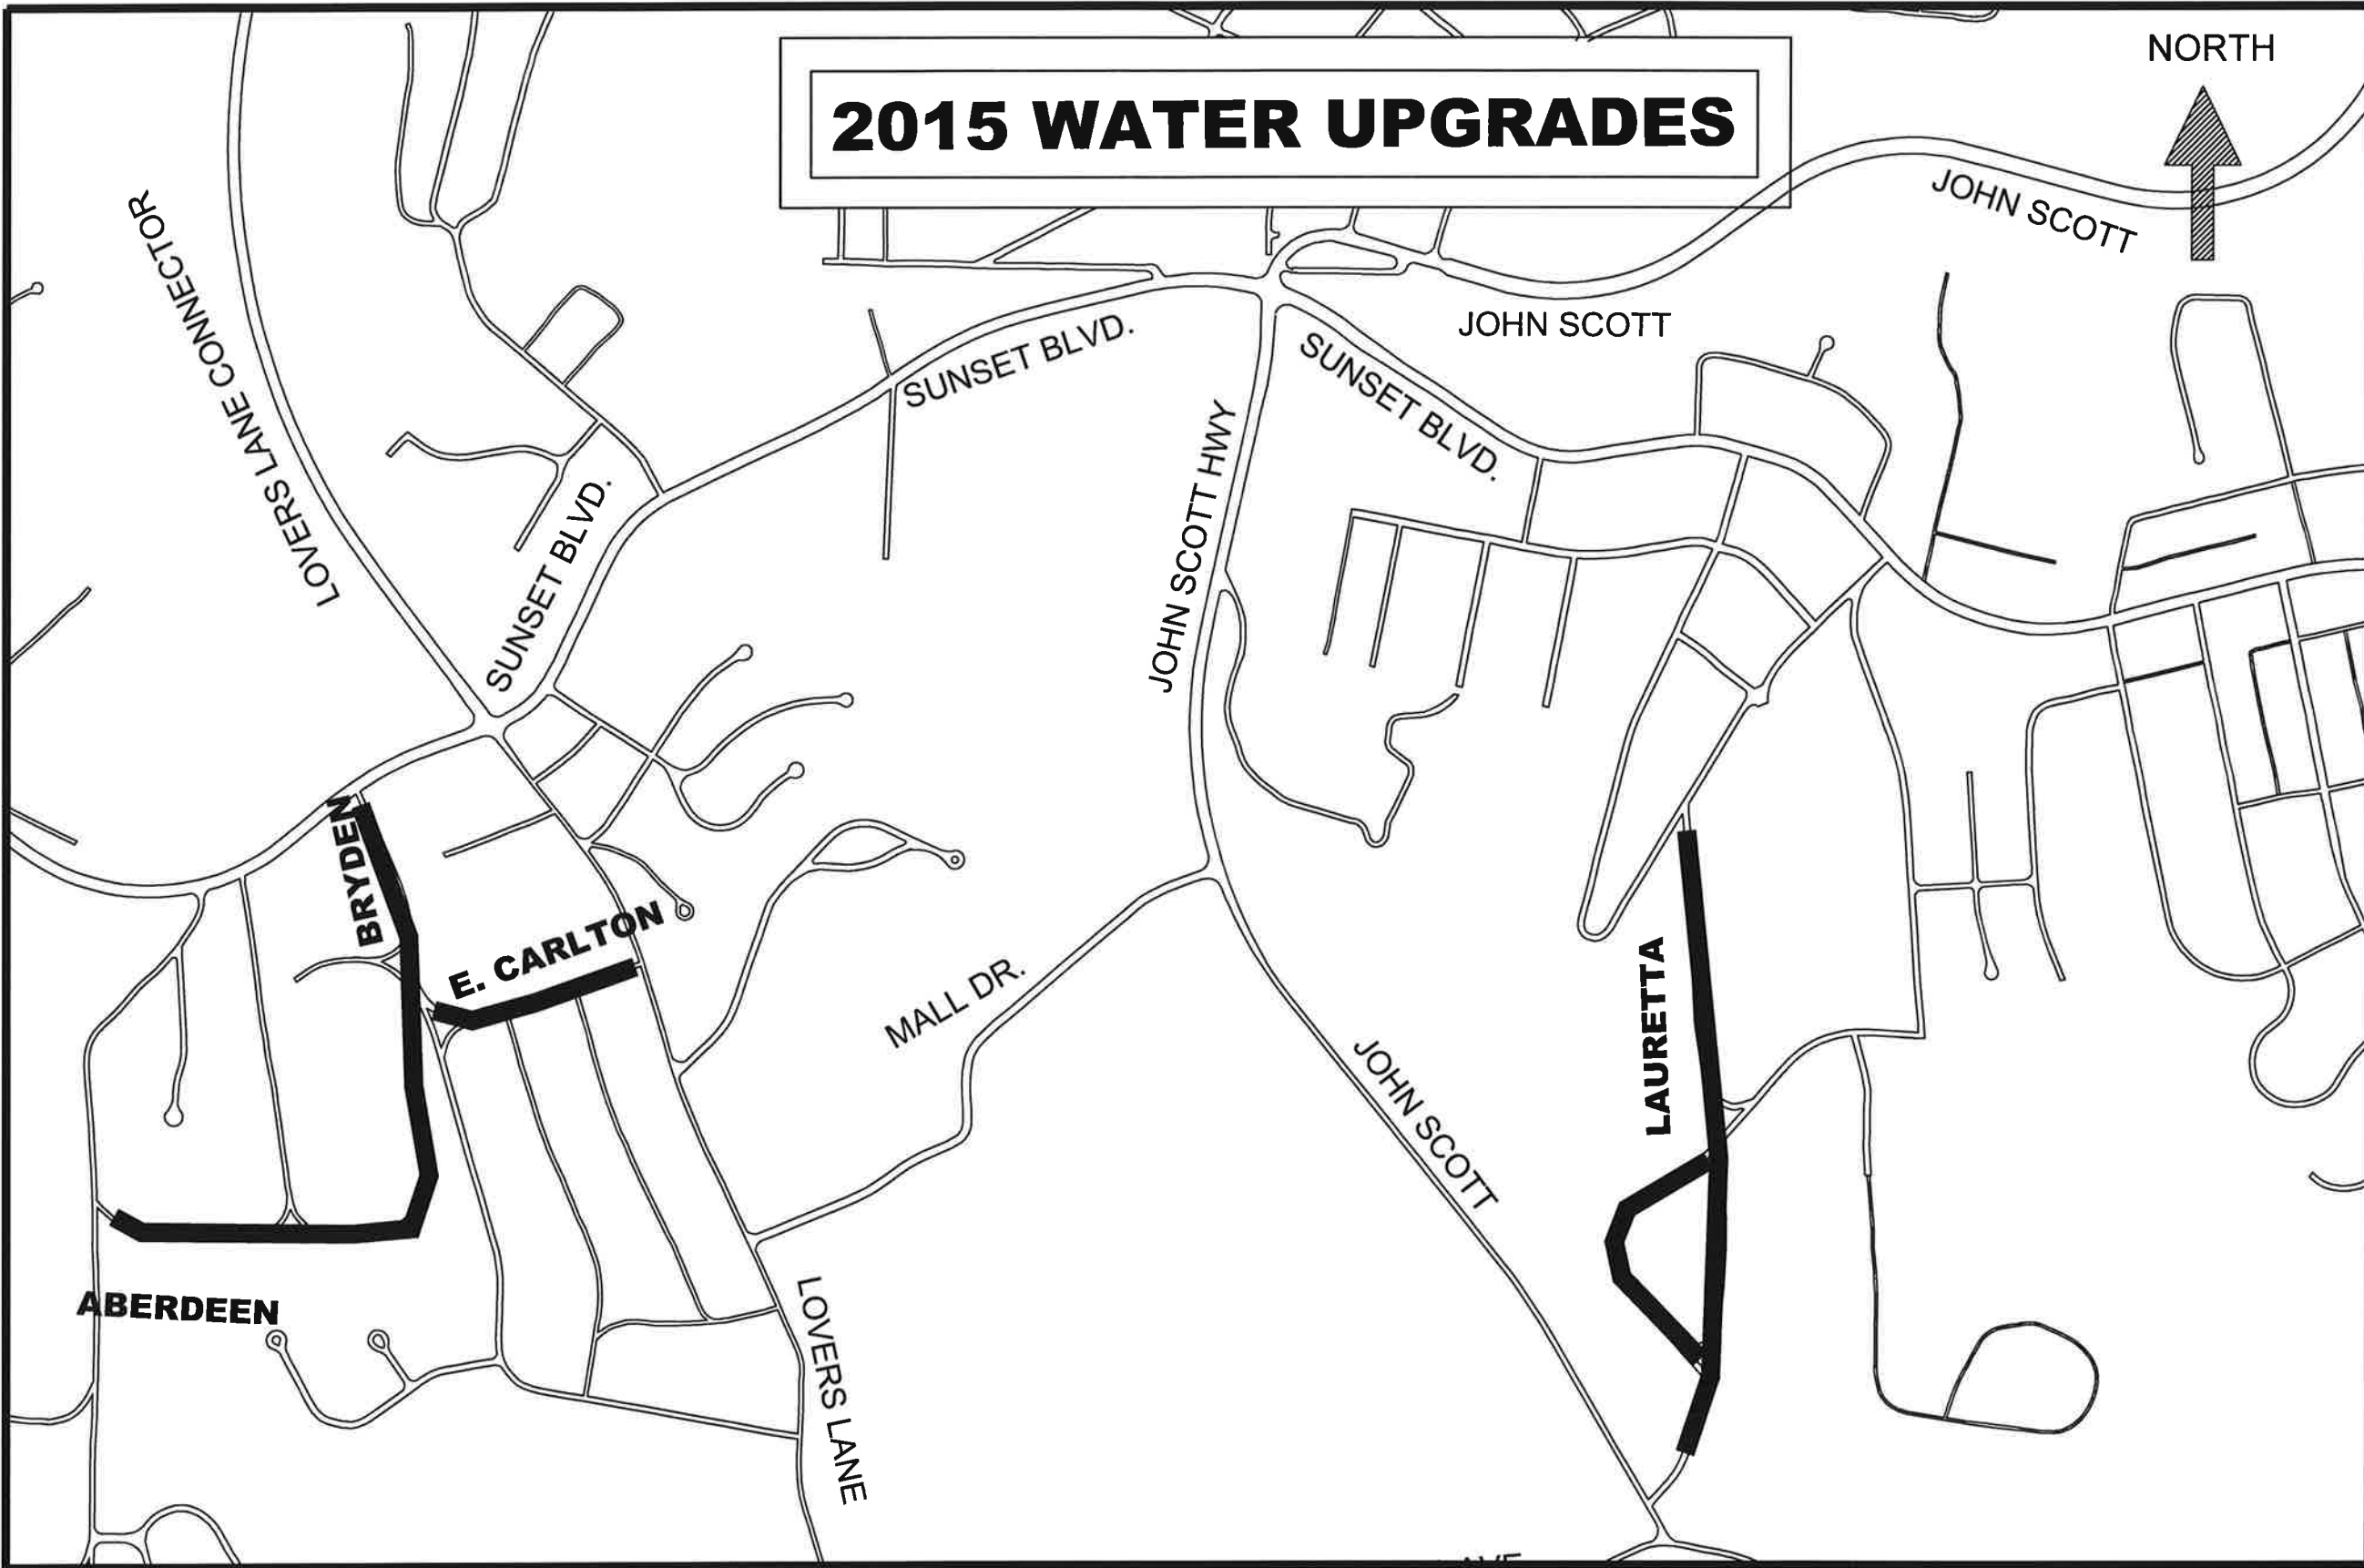 NORTH
2015 WATER UPGRADES
JOHN SCOTT
LOVERS LANE CONNECTOR
SUNSET BLVD.
JOHN SCOTT
SUNSET BLVD.
JOHN SCOTT HWY
SUNSET BLVD.
BRYDEN
E. CARLTON
MALL DR.
LAURETTA
JOHN SCOTT
ABERDEEN
LOVERS LANE